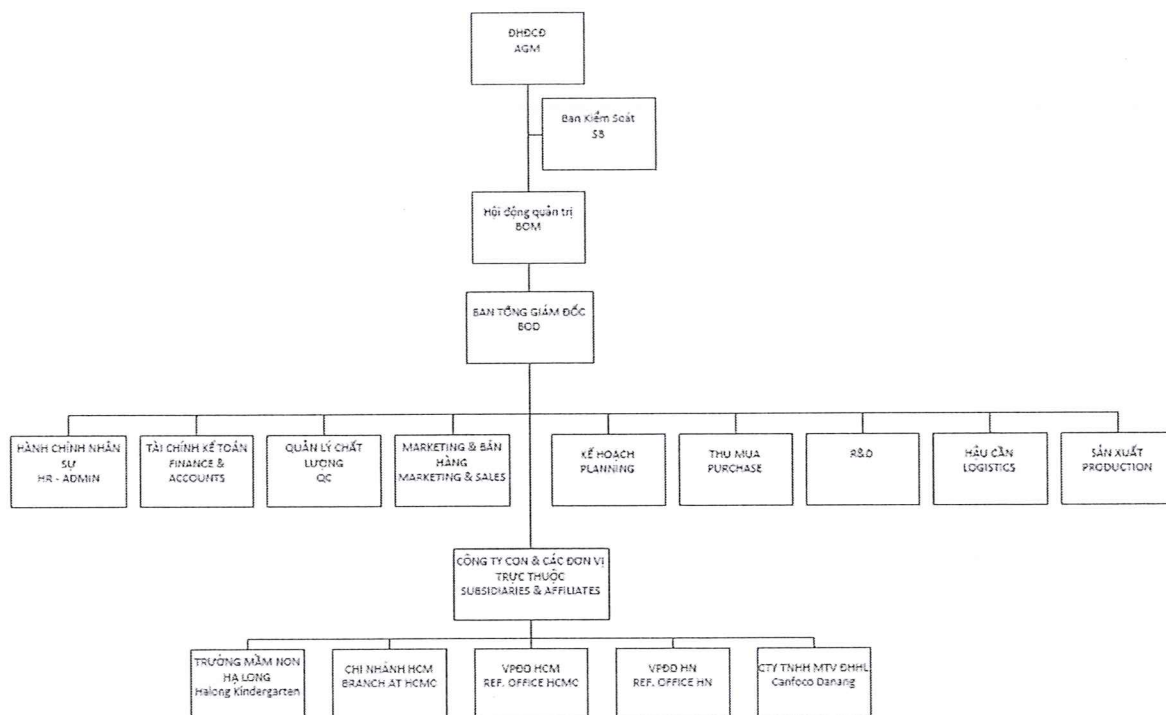 ĐHĐCĐ
AGM
Ban Kiểm Soát
SB
Hội động quản trị
BOM
BAN TỔNG GIÁM ĐỐC
BOD
HÀNH CHÍNH NHÂN
SỰ
HR - ADMIN
TÀI CHÍNH KẾ TOÁN
FINANCE &
ACCOUNTS
QUẢN LÝ CHẤT
LƯỢNG
QC
MARKETING & BÁN
HÀNG
MARKETING & SALES
KẾ HOẠCH
PLANNING
THU MUA
PURCHASE
R&D
HẬU CẦN
LOGISTICS
SẢN XUẤT
PRODUCTION
CÔNG TY CON & CÁC ĐƠN VỊ
TRỰC THUỘC
SUBSIDIARIES & AFFILIATES
TRƯỜNG MẦM NON
HẠ LONG
Halong Kindergarten
CHI NHÁNH HCM
BRANCH AT HCMC
VPĐD HCM
REF. OFFICE HCMC
VPĐD HN
REF. OFFICE HN
CTY TNHH MTV ĐHHL
Canfoco Danang